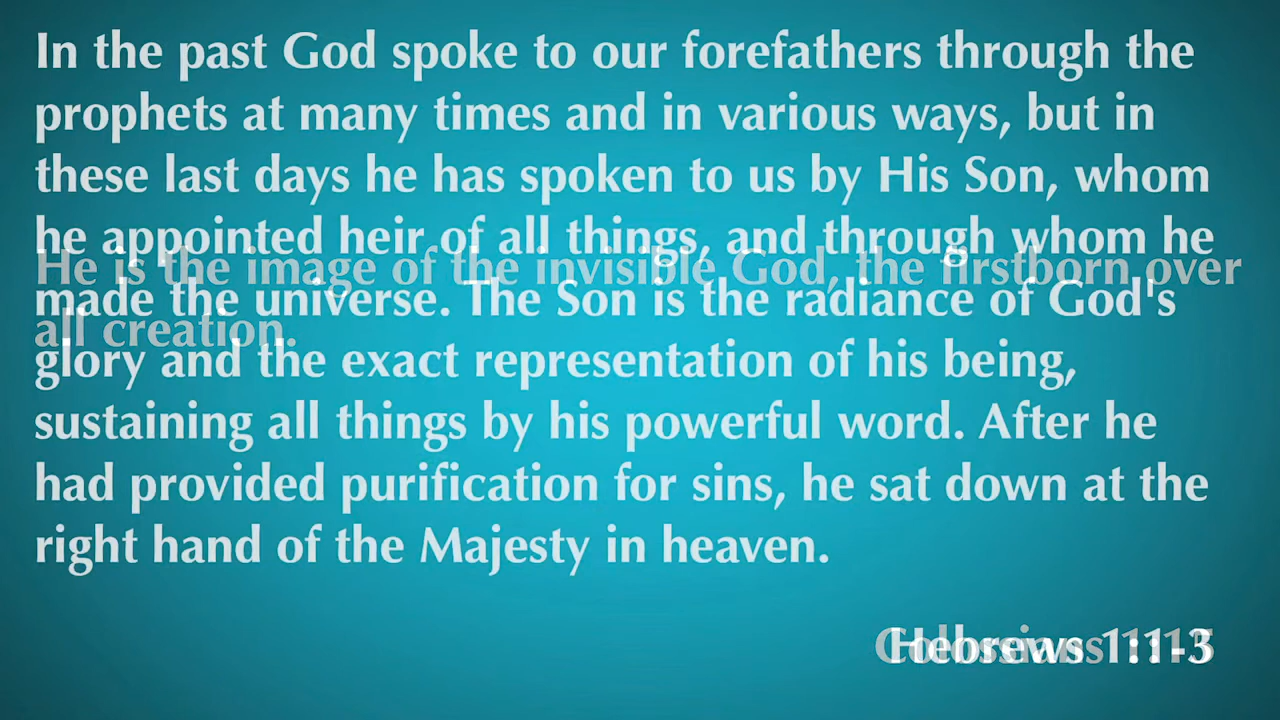 In the past God spoke to our forefathers through the
prophets at many times and in various ways, but in
these last days he has spoken to us by His Son, whom
he appointed heir of all things, and through whom he
He is the image of the invisible God, the firstborn over
made the universe. The Son is the radiance of God's
all creation.
glory and the exact representation of his being,
sustaining all things by his powerful word. After he
had provided purification for sins, he sat down at the
right hand of the Majesty in heaven.
Hebrews 1:1-3
Colossians 1:15